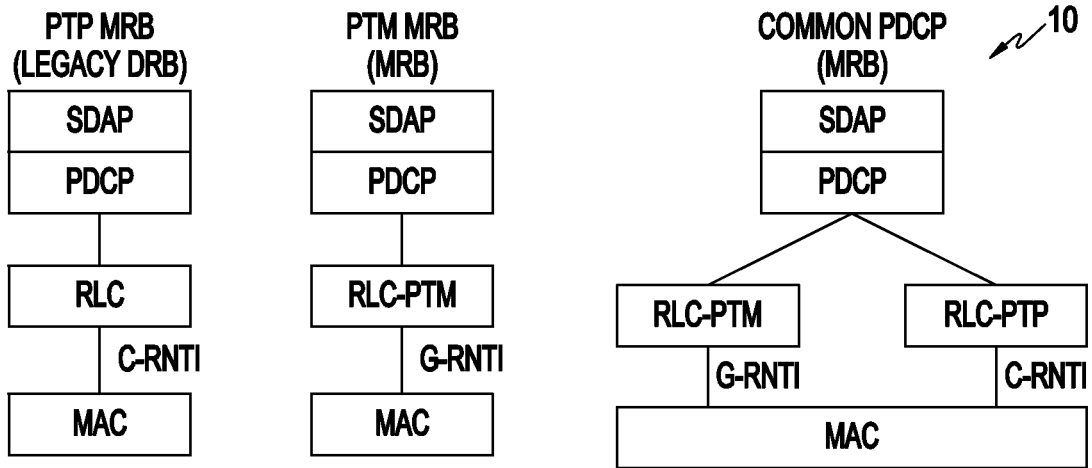 PTP MRB
(LEGACY DRB)
SDAP
PDCP
RLC
C-RNTI
MAC
PTM MRB
(MRB)
SDAP
PDCP
RLC-PTM
G-RNTI
MAC
COMMON PDCP
(MRB)
10
SDAP
PDCP
RLC-PTM
RLC-PTP
G-RNTI
C-RNTI
MAC